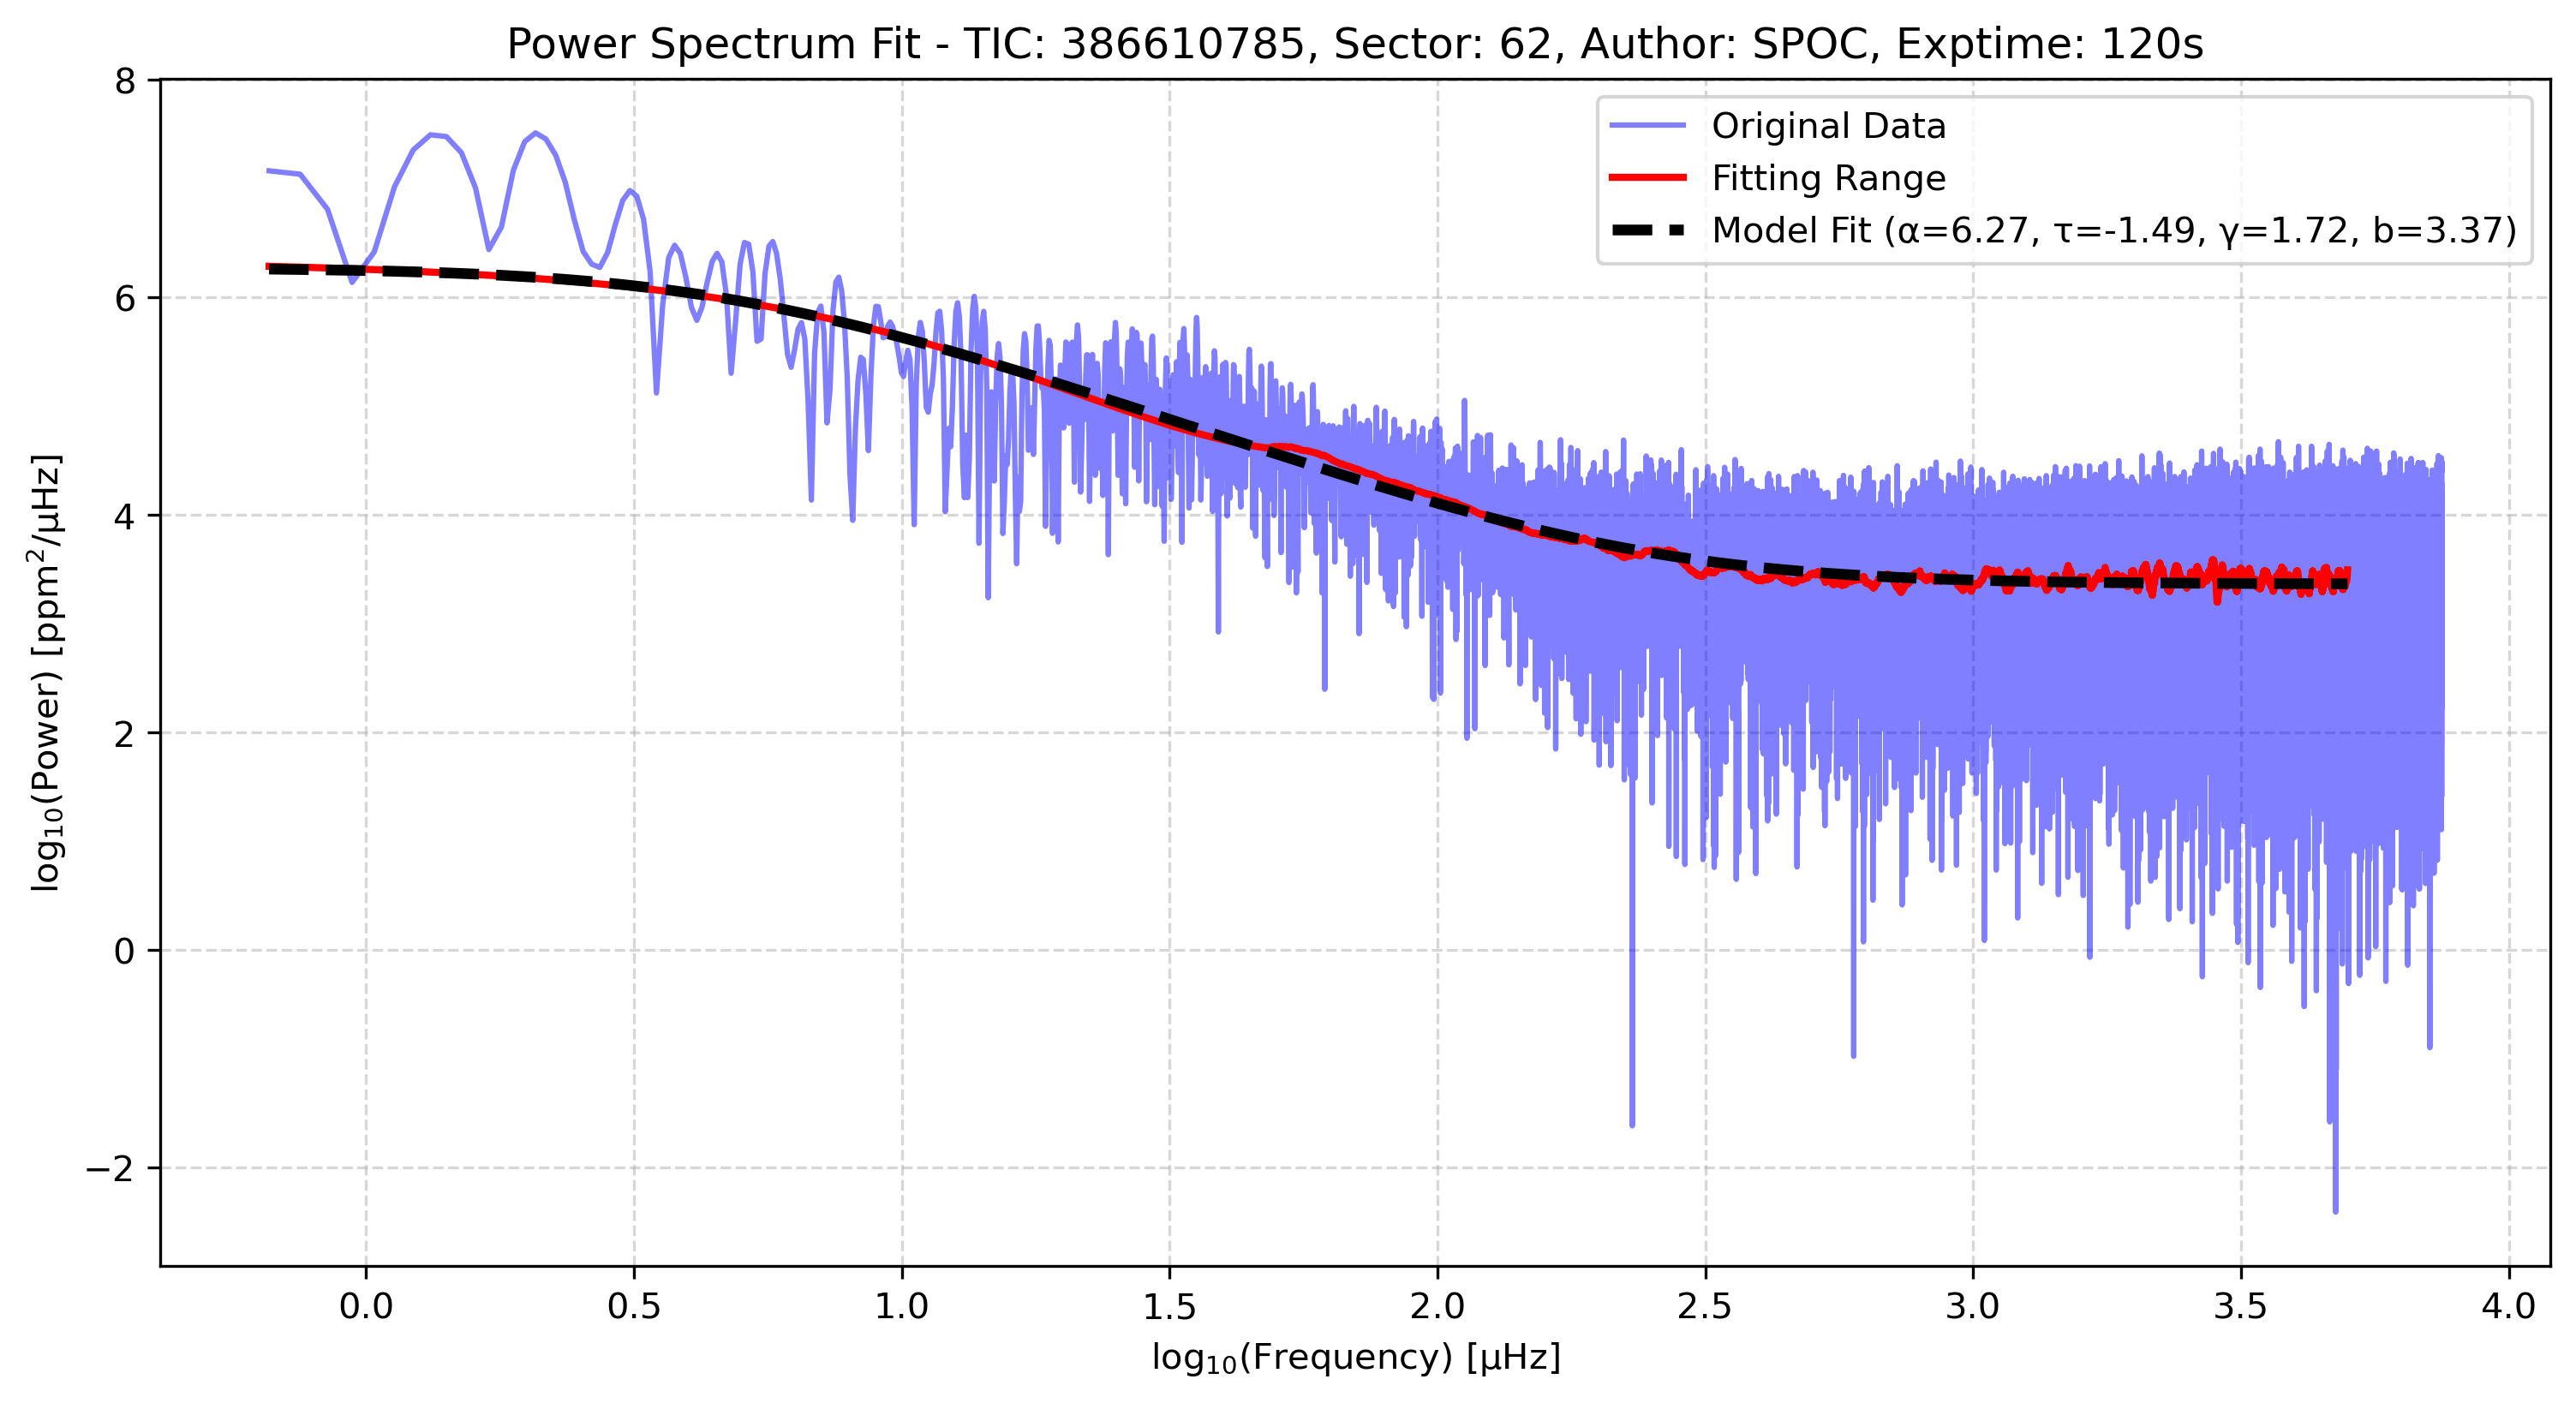 Power Spectrum Fit - TIC: 386610785, Sector: 62, Author: SPOC, Exptime: 120s
8
6
4
2
0
−2
log₁₀(Power) [ppm²/µHz]
Original Data
Fitting Range
Model Fit (α=6.27, τ=-1.49, γ=1.72, b=3.37)
0.0 0.5 1.0 1.5 2.0 2.5 3.0 3.5 4.0
log₁₀(Frequency) [µHz]